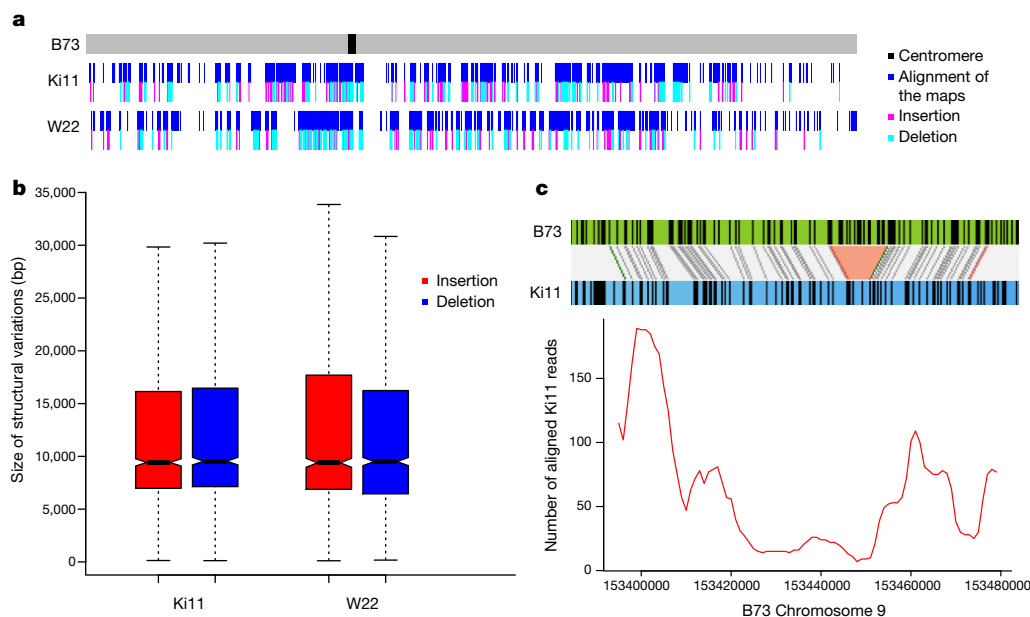 a
B73
Ki11
W22
Centromere
Alignment of
the maps
Insertion
Deletion
b
Size of structural variations (bp)
35,000
30,000
25,000
20,000
15,000
10,000
5,000
0
Insertion
Deletion
Ki11
W22
c
B73
Ki11
Number of aligned Ki11 reads
150
100
50
0
153400000
153420000
153440000
153460000
153480000
B73 Chromosome 9